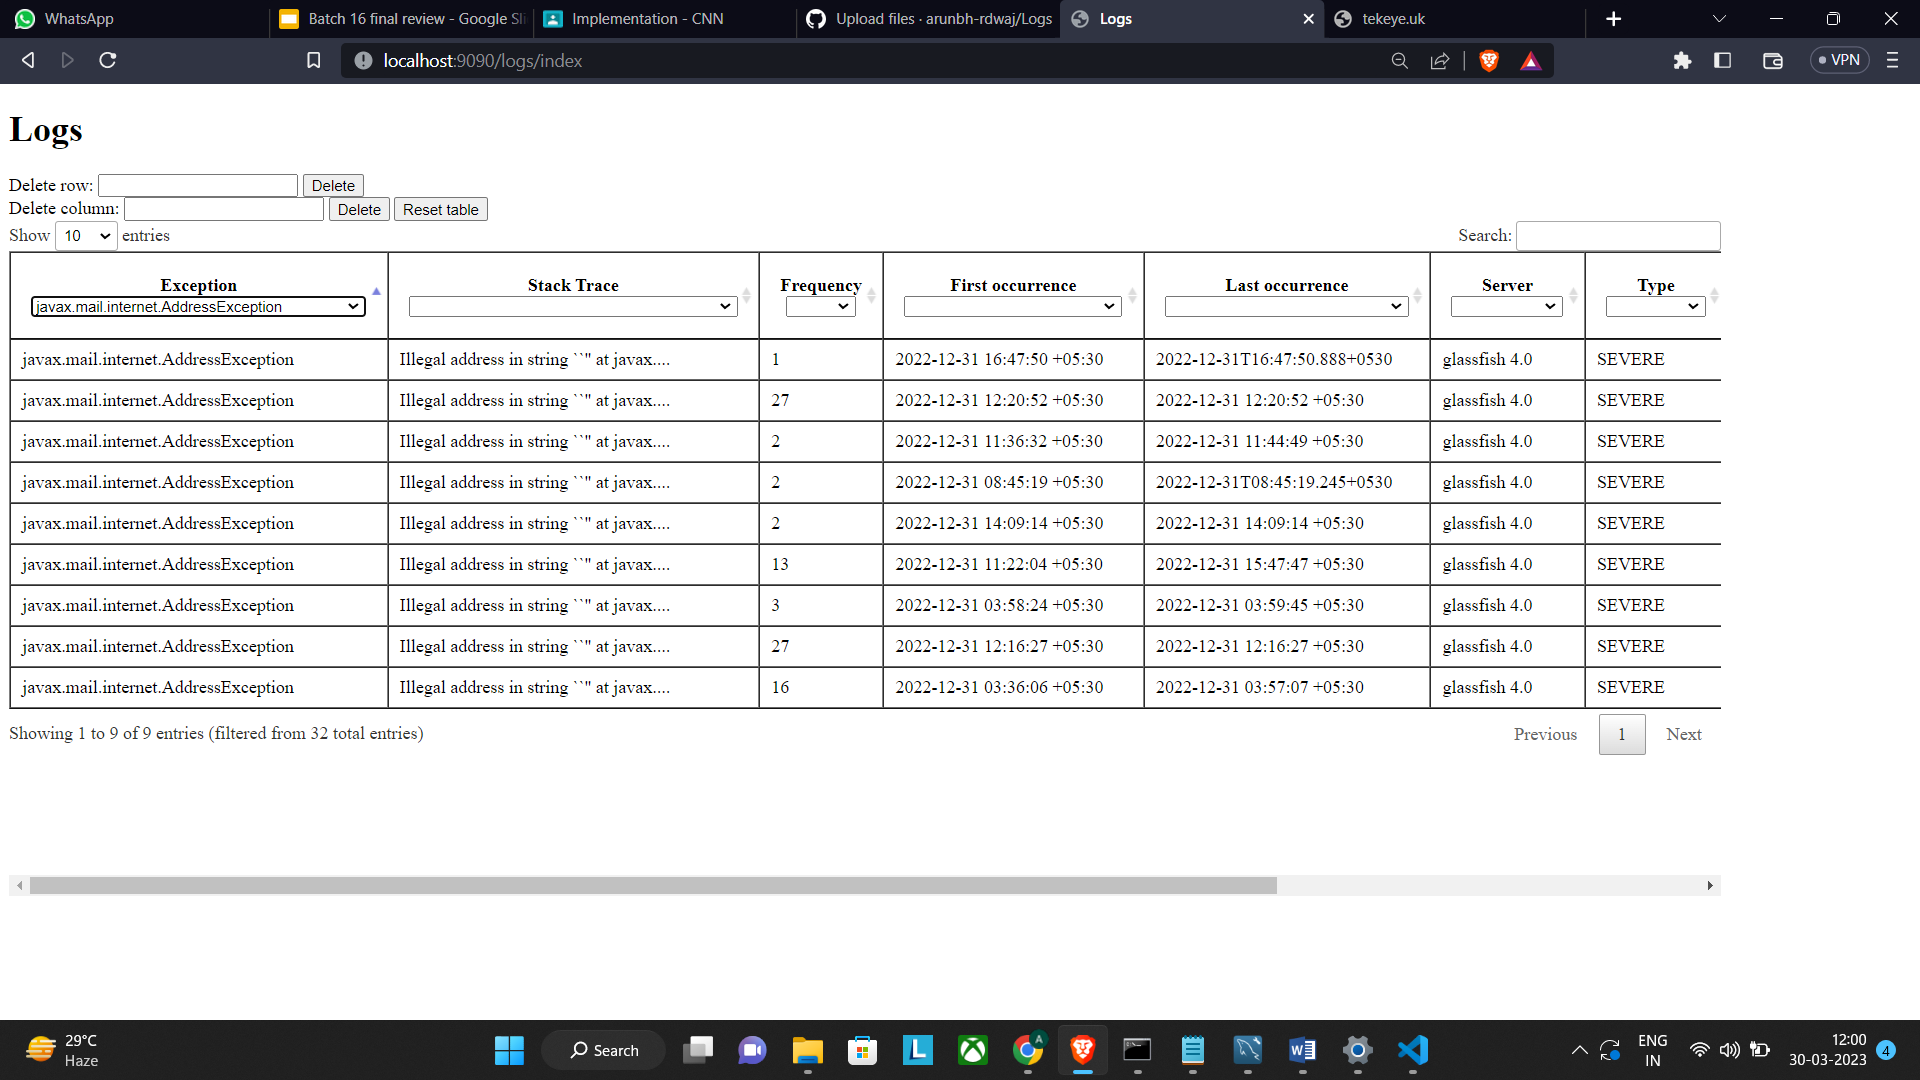 WhatsApp
Batch 16 final review - Google Sli
Implementation - CNN
Upload files · arunbh-rdwaj/Logs
Logs
tekeye.uk
localhost:9090/logs/index
VPN
Logs
Delete row: Delete
Delete column: Delete Reset table
Show 10 entries Search:
Exception Stack Trace Frequency First occurrence Last occurrence Server Type
javax.mail.internet.AddressException
javax.mail.internet.AddressException Illegal address in string ``'' at javax.... 1 2022-12-31 16:47:50 +05:30 2022-12-31T16:47:50.888+0530 glassfish 4.0 SEVERE
javax.mail.internet.AddressException Illegal address in string ``'' at javax.... 27 2022-12-31 12:20:52 +05:30 2022-12-31 12:20:52 +05:30 glassfish 4.0 SEVERE
javax.mail.internet.AddressException Illegal address in string ``'' at javax.... 2 2022-12-31 11:36:32 +05:30 2022-12-31 11:44:49 +05:30 glassfish 4.0 SEVERE
javax.mail.internet.AddressException Illegal address in string ``'' at javax.... 2 2022-12-31 08:45:19 +05:30 2022-12-31T08:45:19.245+0530 glassfish 4.0 SEVERE
javax.mail.internet.AddressException Illegal address in string ``'' at javax.... 2 2022-12-31 14:09:14 +05:30 2022-12-31 14:09:14 +05:30 glassfish 4.0 SEVERE
javax.mail.internet.AddressException Illegal address in string ``'' at javax.... 13 2022-12-31 11:22:04 +05:30 2022-12-31 15:47:47 +05:30 glassfish 4.0 SEVERE
javax.mail.internet.AddressException Illegal address in string ``'' at javax.... 3 2022-12-31 03:58:24 +05:30 2022-12-31 03:59:45 +05:30 glassfish 4.0 SEVERE
javax.mail.internet.AddressException Illegal address in string ``'' at javax.... 27 2022-12-31 12:16:27 +05:30 2022-12-31 12:16:27 +05:30 glassfish 4.0 SEVERE
javax.mail.internet.AddressException Illegal address in string ``'' at javax.... 16 2022-12-31 03:36:06 +05:30 2022-12-31 03:57:07 +05:30 glassfish 4.0 SEVERE
Showing 1 to 9 of 9 entries (filtered from 32 total entries) Previous 1 Next
29°C
Haze
Search
L
A
W
ENG
IN
12:00
30-03-2023
4